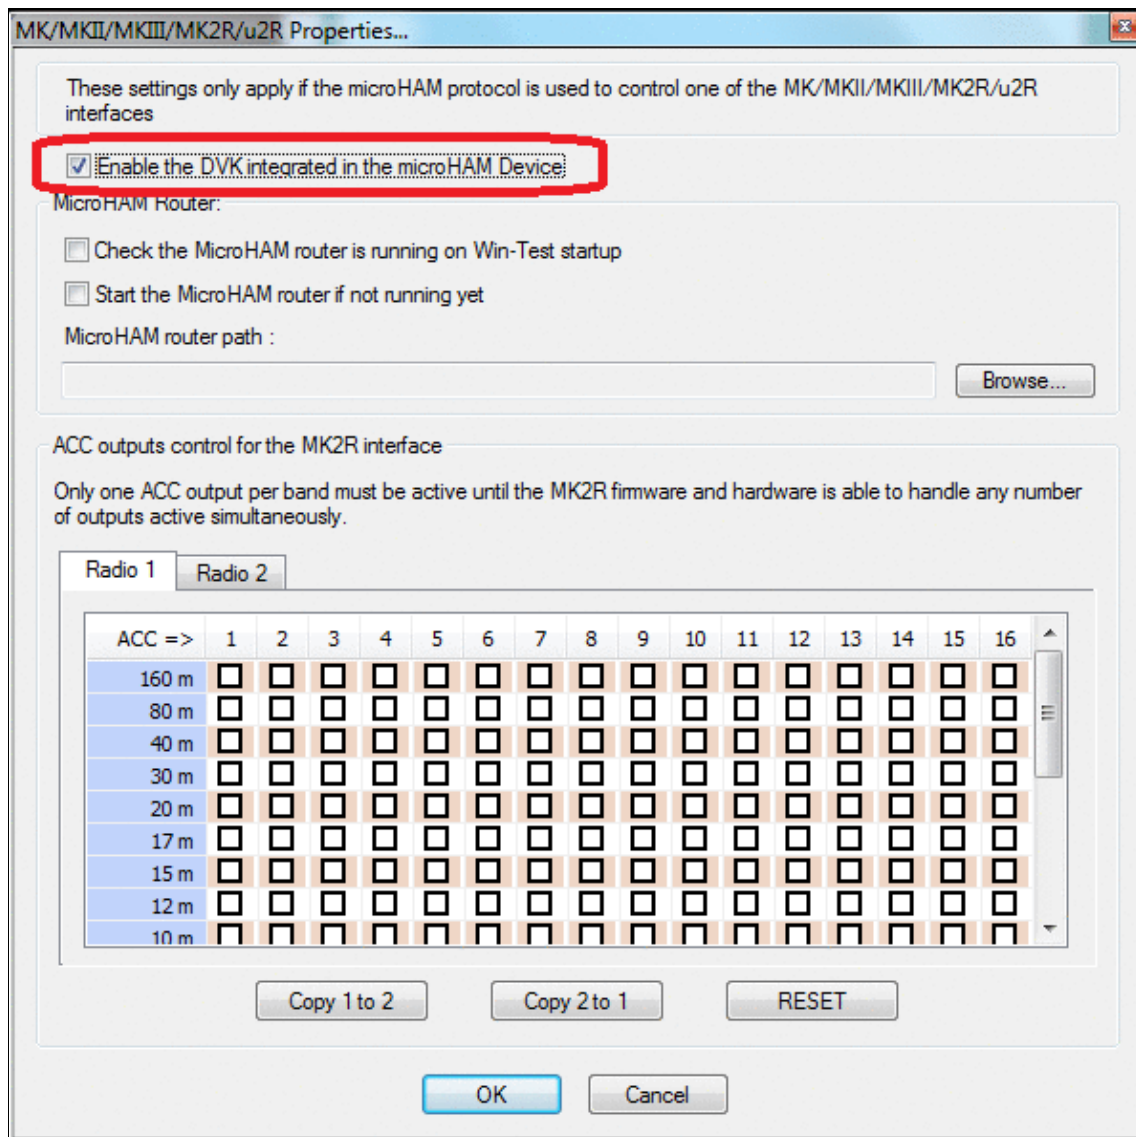 MK/MKII/MKIII/MK2R/u2R Properties...
These settings only apply if the microHAM protocol is used to control one of the MK/MKII/MKIII/MK2R/u2R
interfaces
Enable the DVK integrated in the microHAM Device
MicroHAM Router:
Check the MicroHAM router is running on Win-Test startup
Start the MicroHAM router if not running yet
MicroHAM router path :
Browse...
ACC outputs control for the MK2R interface
Only one ACC output per band must be active until the MK2R firmware and hardware is able to handle any number
of outputs active simultaneously.
Radio 1 Radio 2
ACC => 1 2 3 4 5 6 7 8 9 10 11 12 13 14 15 16
160 m
80 m
40 m
30 m
20 m
17 m
15 m
12 m
10 m
Copy 1 to 2 Copy 2 to 1 RESET
OK Cancel